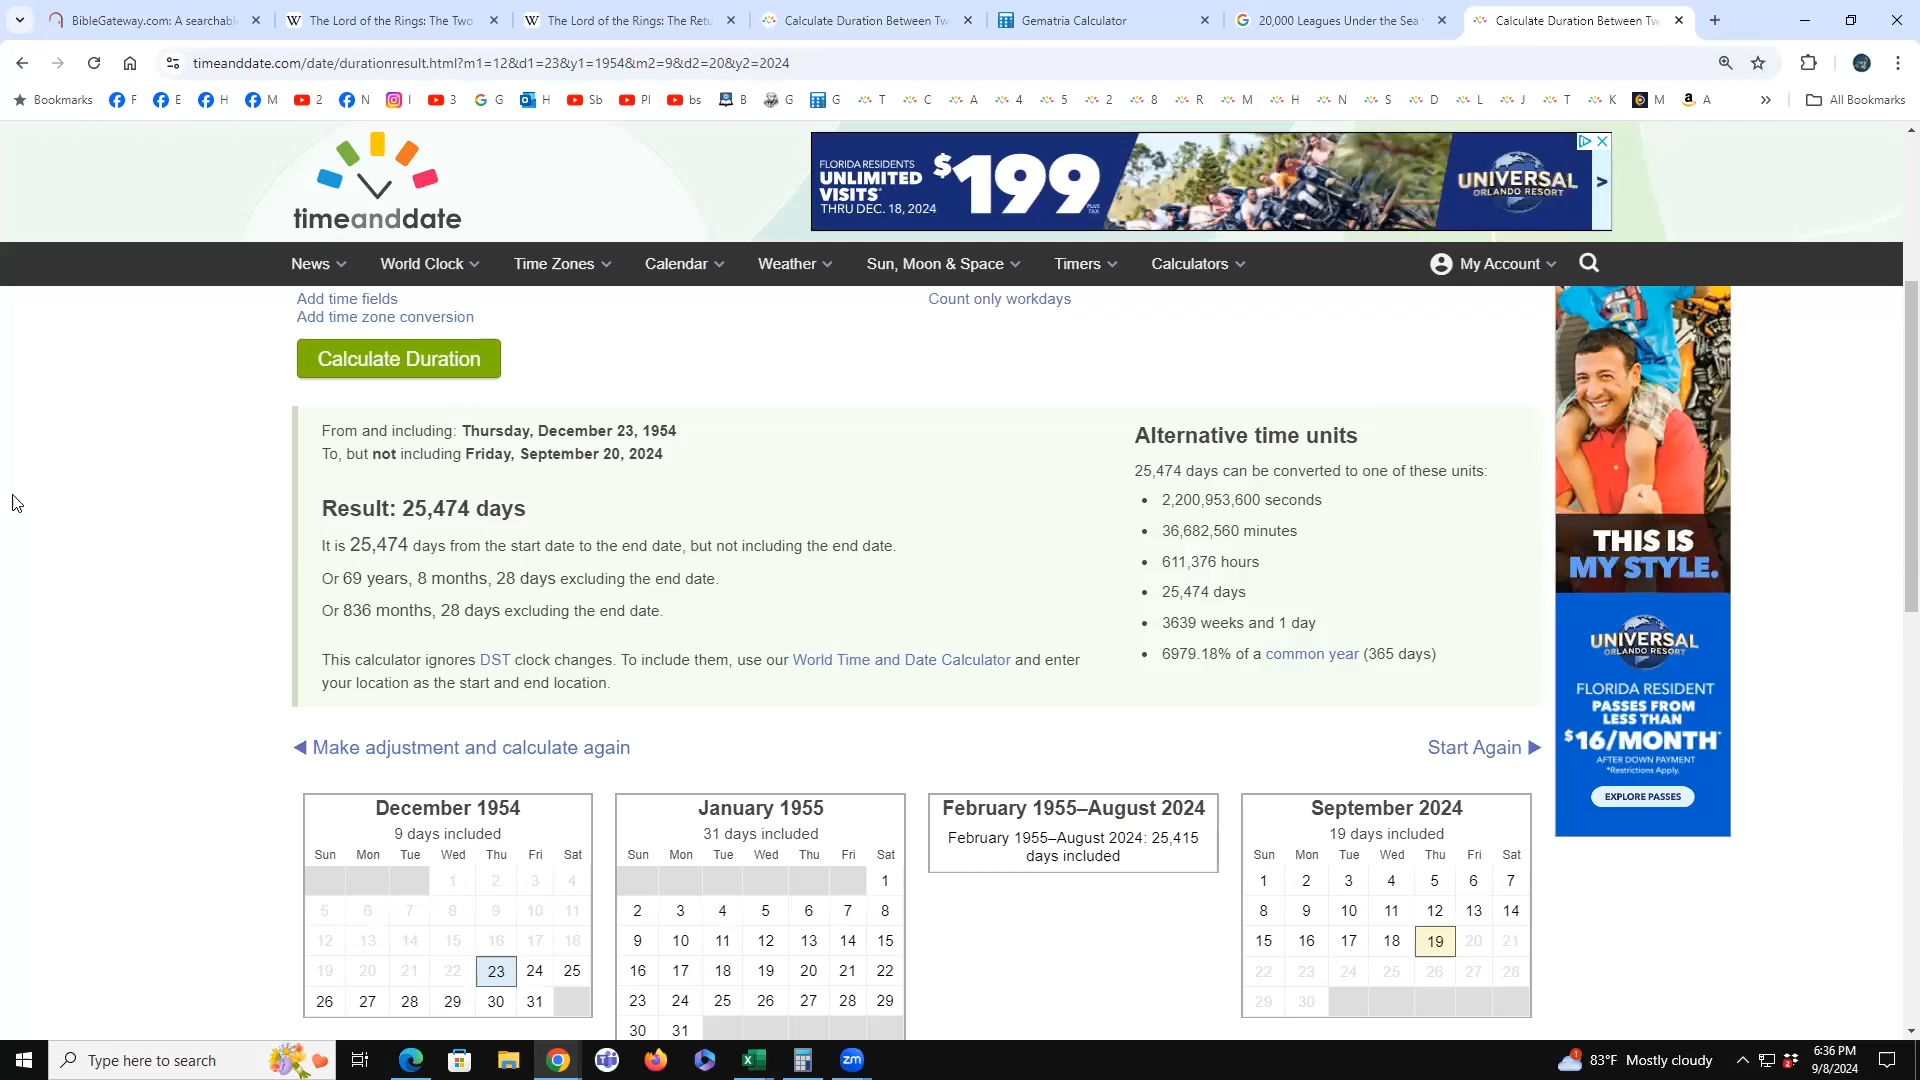 BibleGateway.com: A searchabl
The Lord of the Rings: The Two
The Lord of the Rings: The Retu
Calculate Duration Between Tw
Gematria Calculator
20,000 Leagues Under the Sea
Calculate Duration Between Tw
timeanddate.com/date/durationresult.html?m1=12&d1=23&y1=1954&m2=9&d2=20&y2=2024
Bookmarks F E H M 2 N I 3 G H Sb Pl bs B G G T C A 4 5 2 8 R M H N S D L J T K M A » All Bookmarks
timeanddate
FLORIDA RESIDENTS
UNLIMITED
VISITS*
THRU DEC. 18, 2024
$199
PLUS TAX
UNIVERSAL
ORLANDO RESORT
>
News World Clock Time Zones Calendar Weather Sun, Moon & Space Timers Calculators My Account
Add time fields
Count only workdays
Add time zone conversion
Calculate Duration
From and including: Thursday, December 23, 1954
To, but not including Friday, September 20, 2024
Result: 25,474 days
It is 25,474 days from the start date to the end date, but not including the end date.
Or 69 years, 8 months, 28 days excluding the end date.
Or 836 months, 28 days excluding the end date.
This calculator ignores DST clock changes. To include them, use our World Time and Date Calculator and enter
your location as the start and end location.
Alternative time units
25,474 days can be converted to one of these units:
• 2,200,953,600 seconds
• 36,682,560 minutes
• 611,376 hours
• 25,474 days
• 3639 weeks and 1 day
• 6979.18% of a common year (365 days)
THIS IS
MY STYLE.
UNIVERSAL
ORLANDO RESORT
FLORIDA RESIDENT
PASSES FROM
LESS THAN
$16/MONTH*
AFTER DOWN PAYMENT
*Restrictions Apply.
EXPLORE PASSES
◀ Make adjustment and calculate again
Start Again ▶
December 1954
9 days included
Sun Mon Tue Wed Thu Fri Sat
1 2 3 4
5 6 7 8 9 10 11
12 13 14 15 16 17 18
19 20 21 22 23 24 25
26 27 28 29 30 31
January 1955
31 days included
Sun Mon Tue Wed Thu Fri Sat
1
2 3 4 5 6 7 8
9 10 11 12 13 14 15
16 17 18 19 20 21 22
23 24 25 26 27 28 29
30 31
February 1955–August 2024
February 1955–August 2024: 25,415
days included
September 2024
19 days included
Sun Mon Tue Wed Thu Fri Sat
1 2 3 4 5 6 7
8 9 10 11 12 13 14
15 16 17 18 19 20 21
22 23 24 25 26 27 28
29 30
Type here to search
zm
1
83°F Mostly cloudy
2
6:36 PM
9/8/2024